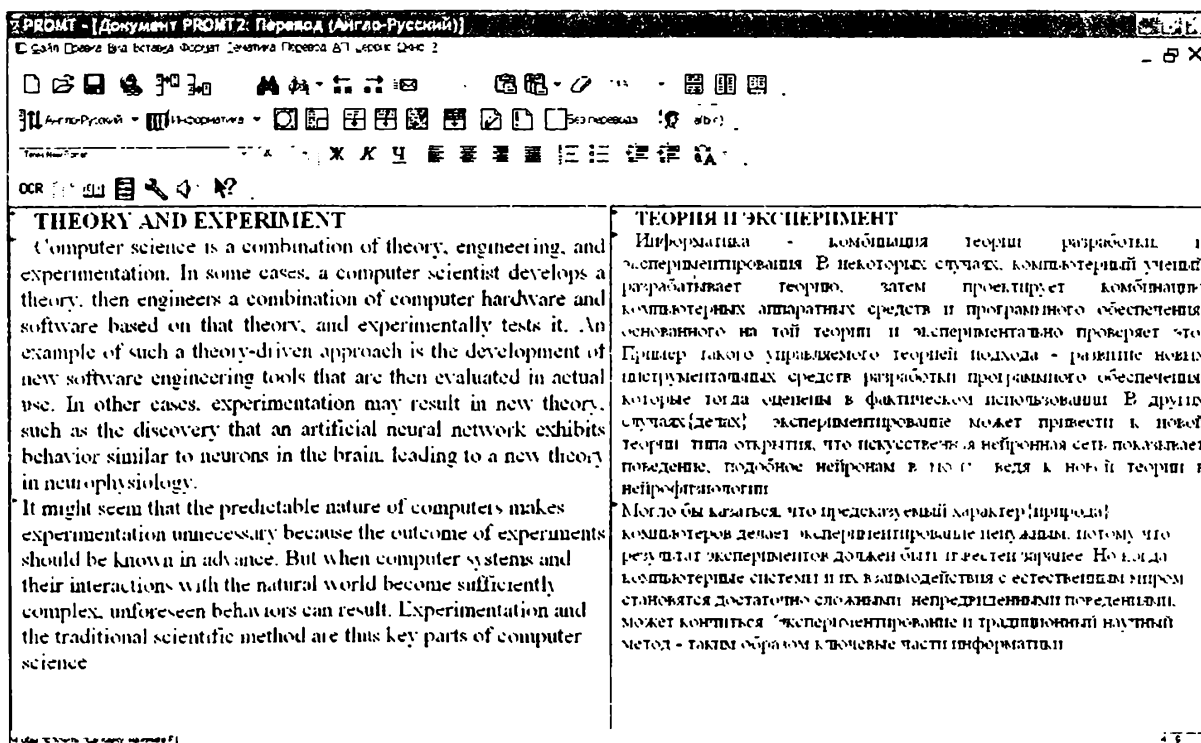 PROMT - [Документ PROMT2: Перевод (Англо-Русский)]
Англо-Русский Информатика Без перевода
Ж К Ч
OCR
THEORY AND EXPERIMENT
Computer science is a combination of theory, engineering, and
experimentation. In some cases, a computer scientist develops a
theory, then engineers a combination of computer hardware and
software based on that theory, and experimentally tests it. An
example of such a theory-driven approach is the development of
new software engineering tools that are then evaluated in actual
use. In other cases, experimentation may result in new theory,
such as the discovery that an artificial neural network exhibits
behavior similar to neurons in the brain, leading to a new theory
in neurophysiology.
It might seem that the predictable nature of computers makes
experimentation unnecessary because the outcome of experiments
should be known in advance. But when computer systems and
their interactions with the natural world become sufficiently
complex, unforeseen behaviors can result. Experimentation and
the traditional scientific method are thus key parts of computer
science
ТЕОРИЯ И ЭКСПЕРИМЕНТ
Информатика - комбинация теории разработки, и
экспериментирования В некоторых случаях, компьютерный ученый
разрабатывает теорию, затем проектирует комбинацию
компьютерных аппаратных средств и программного обеспечения,
основанного на той теории и экспериментально проверяет это
Пример такого управляемого теорией подхода - развитие новых
инструментальных средств разработки программного обеспечения,
которые тогда оценены в фактическом использовании В других
случаях{детах} экспериментирование может привести к новой
теории типа открытия, что искусственная нейронная сеть показывает
поведение, подобное нейронам в ведя к новой теории в
нейрофизиологии
Могло бы казаться, что предсказуемый характер{природа}
компьютеров делает экспериментирование ненужным, потому что
результат экспериментов должен быть известен заранее Но когда
компьютерные системы и их взаимодействия с естественным миром
становятся достаточно сложными непредвиденными поведениями,
может кончиться Экспериментирование и традиционный научный
метод - таким образом ключевые части информатики